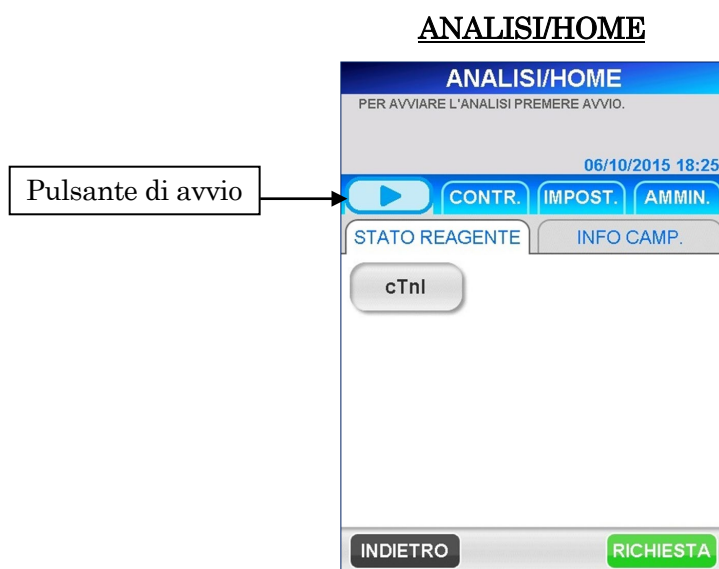 ANALISI/HOME
ANALISI/HOME
PER AVVIARE L'ANALISI PREMERE AVVIO.
06/10/2015 18:25
Pulsante di avvio
CONTR. IMPOST. AMMIN.
STATO REAGENTE INFO CAMP.
cTnI
INDIETRO RICHIESTA